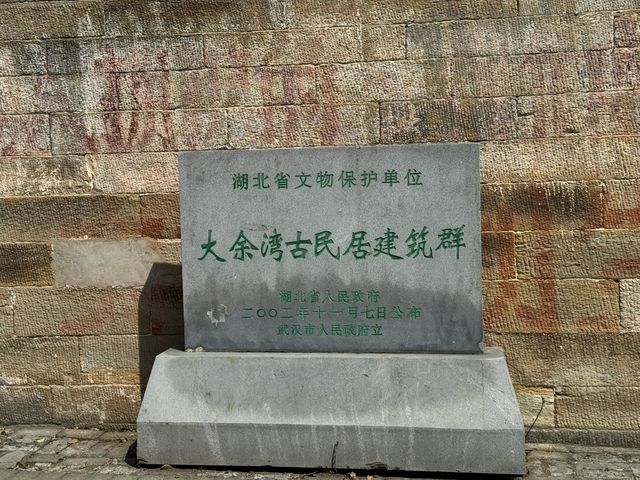 湖北省文物保护单位
大余湾古民居建筑群
湖北省人民政府
二〇〇二年十一月七日公布
武汉市人民政府立